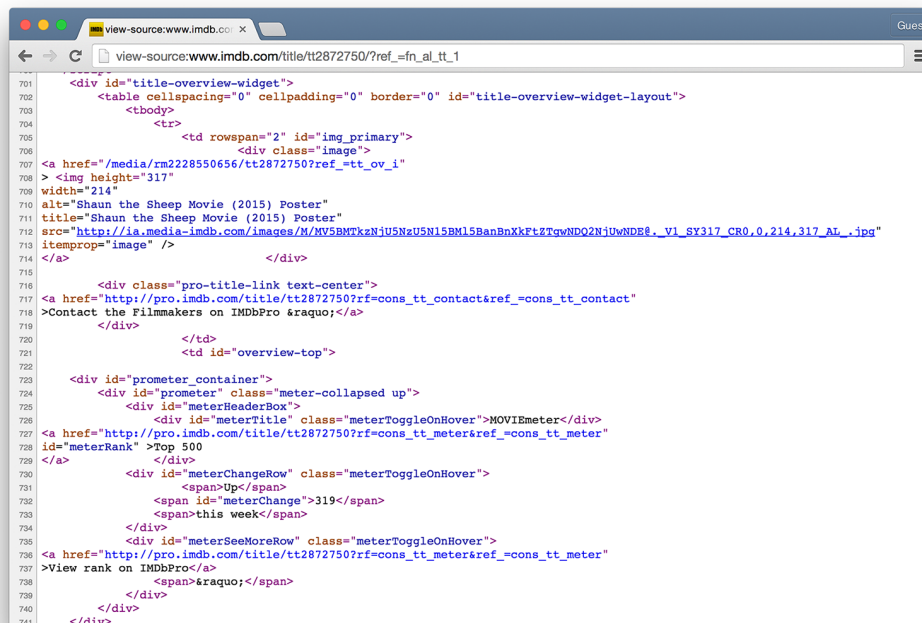 view-source:www.imdb.co
Gues
view-source:www.imdb.com/title/tt2872750/?ref_=fn_al_tt_1
701 <div id="title-overview-widget">
702 <table cellspacing="0" cellpadding="0" border="0" id="title-overview-widget-layout">
703 <tbody>
704 <tr>
705 <td rowspan="2" id="img_primary">
706 <div class="image">
707 <a href="/media/rm2228550656/tt2872750?ref_=tt_ov_i"
708 > <img height="317"
709 width="214"
710 alt="Shaun the Sheep Movie (2015) Poster"
711 title="Shaun the Sheep Movie (2015) Poster"
712 src="http://ia.media-imdb.com/images/M/MV5BMTkzNjU5NzU5N15BMl5BanBnXkFtZTgwNDQ2NjUwNDE@._V1_SY317_CR0,0,214,317_AL_.jpg"
713 itemprop="image" />
714 </a> </div>
715
716 <div class="pro-title-link text-center">
717 <a href="http://pro.imdb.com/title/tt2872750?rf=cons_tt_contact&ref_=cons_tt_contact"
718 >Contact the Filmmakers on IMDbPro &raquo;</a>
719 </div>
720 </td>
721 <td id="overview-top">
722
723 <div id="prometer_container">
724 <div id="prometer" class="meter-collapsed up">
725 <div id="meterHeaderBox">
726 <div id="meterTitle" class="meterToggleOnHover">MOVIEmeter</div>
727 <a href="http://pro.imdb.com/title/tt2872750?rf=cons_tt_meter&ref_=cons_tt_meter"
728 id="meterRank" >Top 500
729 </a> </div>
730 <div id="meterChangeRow" class="meterToggleOnHover">
731 <span>Up</span>
732 <span id="meterChange">319</span>
733 <span>this week</span>
734 </div>
735 <div id="meterSeeMoreRow" class="meterToggleOnHover">
736 <a href="http://pro.imdb.com/title/tt2872750?rf=cons_tt_meter&ref_=cons_tt_meter"
737 >View rank on IMDbPro</a>
738 <span>&raquo;</span>
739 </div>
740 </div>
741 </div>